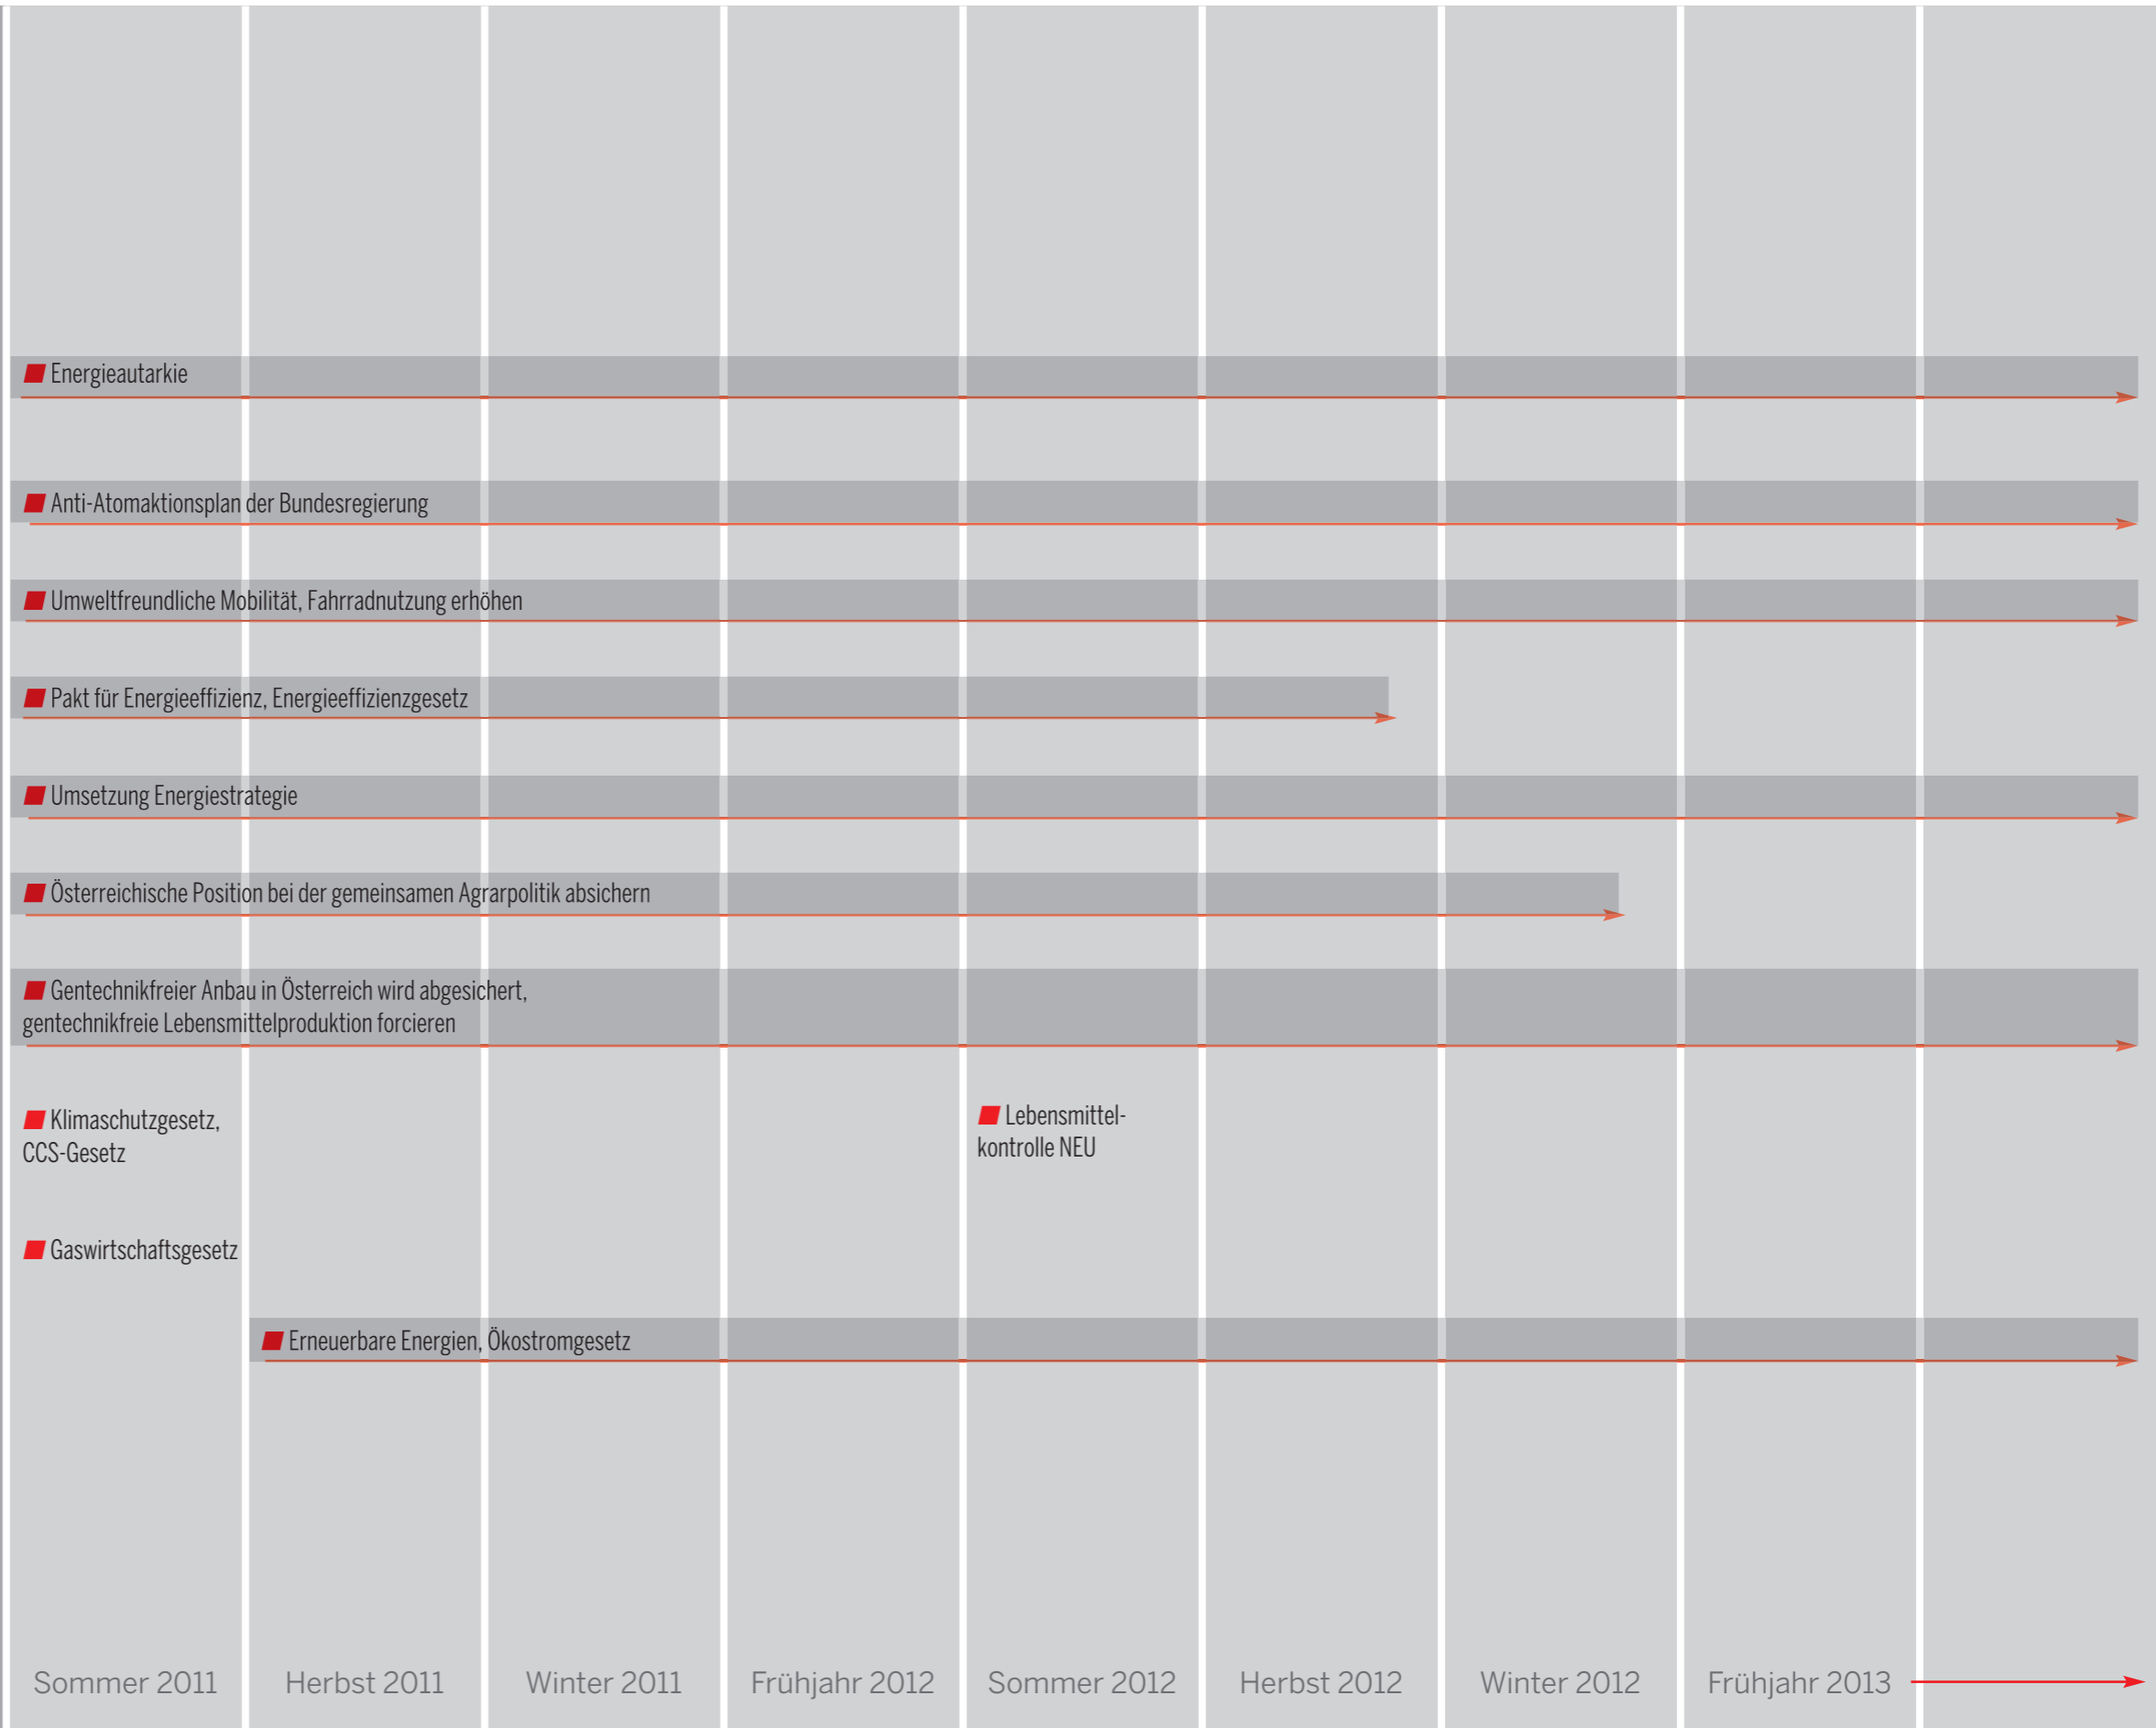 Energieautarkie
Anti-Atomaktionsplan der Bundesregierung
Umweltfreundliche Mobilität, Fahrradnutzung erhöhen
Pakt für Energieeffizienz, Energieeffizienzgesetz
Umsetzung Energiestrategie
Österreichische Position bei der gemeinsamen Agrarpolitik absichern
Gentechnikfreier Anbau in Österreich wird abgesichert,
gentechnikfreie Lebensmittelproduktion forcieren
Klimaschutzgesetz,
CCS-Gesetz
Lebensmittel-
kontrolle NEU
Gaswirtschaftsgesetz
Erneuerbare Energien, Ökostromgesetz
Sommer 2011
Herbst 2011
Winter 2011
Frühjahr 2012
Sommer 2012
Herbst 2012
Winter 2012
Frühjahr 2013